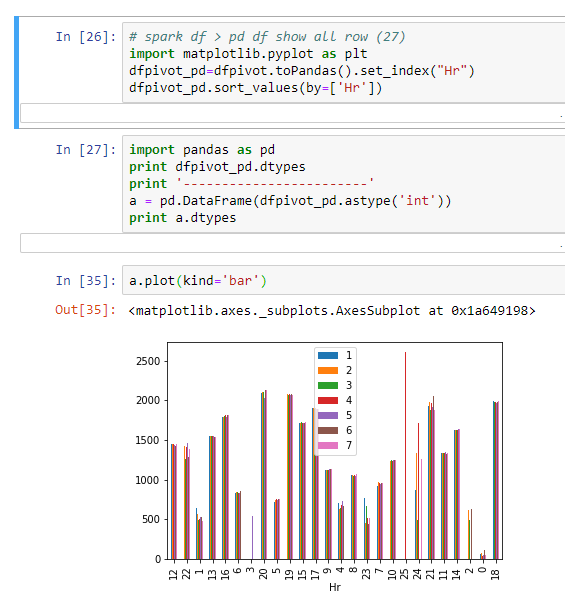 In [26]: # spark df > pd df show all row (27)
import matplotlib.pyplot as plt
dfpivot_pd=dfpivot.toPandas().set_index("Hr")
dfpivot_pd.sort_values(by=['Hr'])
In [27]: import pandas as pd
print dfpivot_pd.dtypes
print '------------------------'
a = pd.DataFrame(dfpivot_pd.astype('int'))
print a.dtypes
In [35]: a.plot(kind='bar')
Out[35]: <matplotlib.axes._subplots.AxesSubplot at 0x1a649198>
2500
2000
1500
1000
500
0
1
2
3
4
5
6
7
12 22 1 13 16 6 3 20 5 19 15 17 9 4 8 23 7 10 25 24 21 11 14 2 0 18
Hr